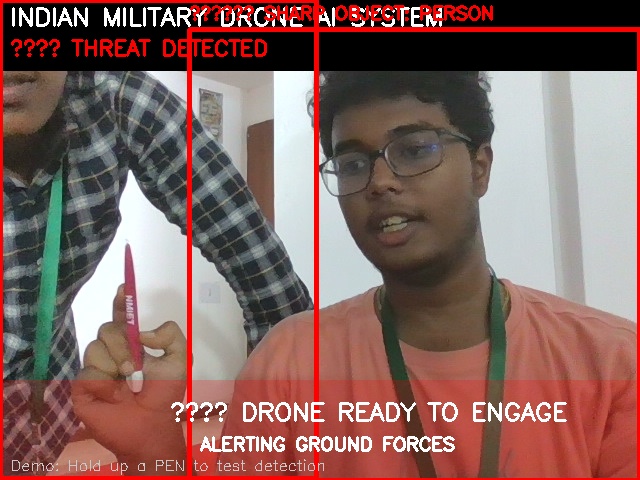 INDIAN MILITARY DRONE AI SYSTEM
?????? SHARP OBJECT: PERSON
???? THREAT DETECTED
NMIET
???? DRONE READY TO ENGAGE
ALERTING GROUND FORCES
Demo: Hold up a PEN to test detection